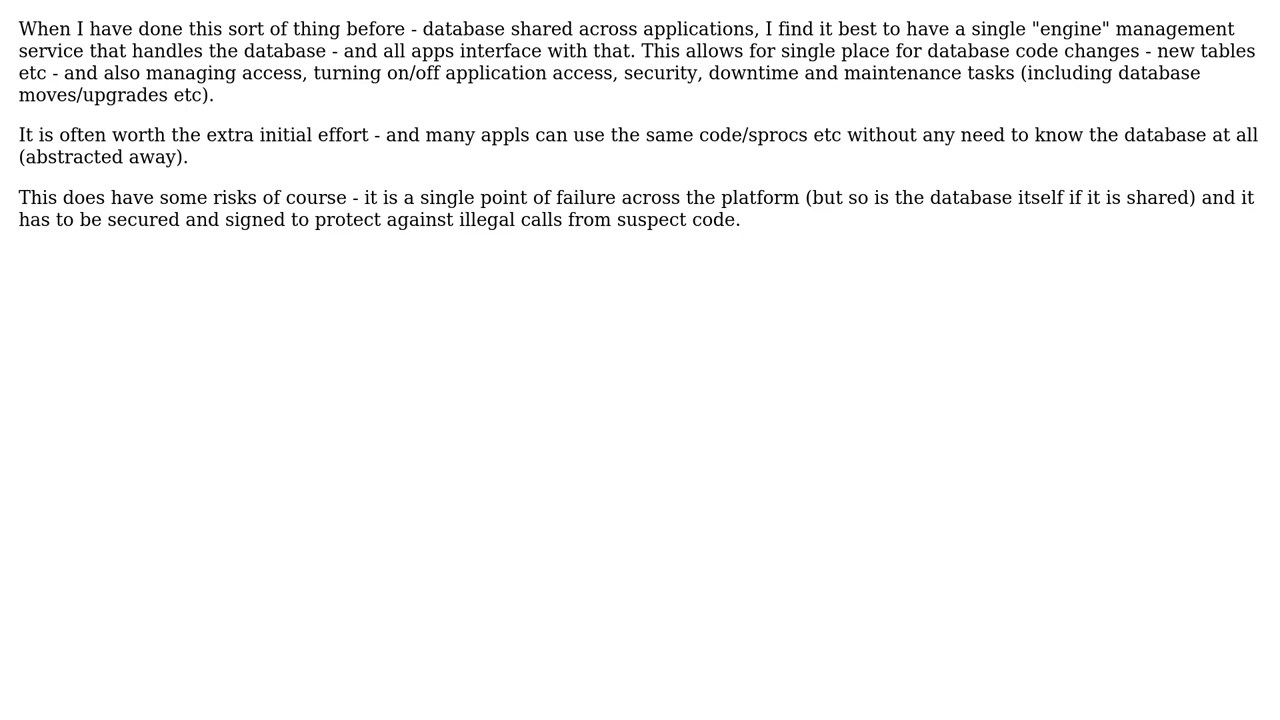 When I have done this sort of thing before - database shared across applications, I find it best to have a single "engine" management
service that handles the database - and all apps interface with that. This allows for single place for database code changes - new tables
etc - and also managing access, turning on/off application access, security, downtime and maintenance tasks (including database
moves/upgrades etc).
It is often worth the extra initial effort - and many appls can use the same code/sprocs etc without any need to know the database at all
(abstracted away).
This does have some risks of course - it is a single point of failure across the platform (but so is the database itself if it is shared) and it
has to be secured and signed to protect against illegal calls from suspect code.